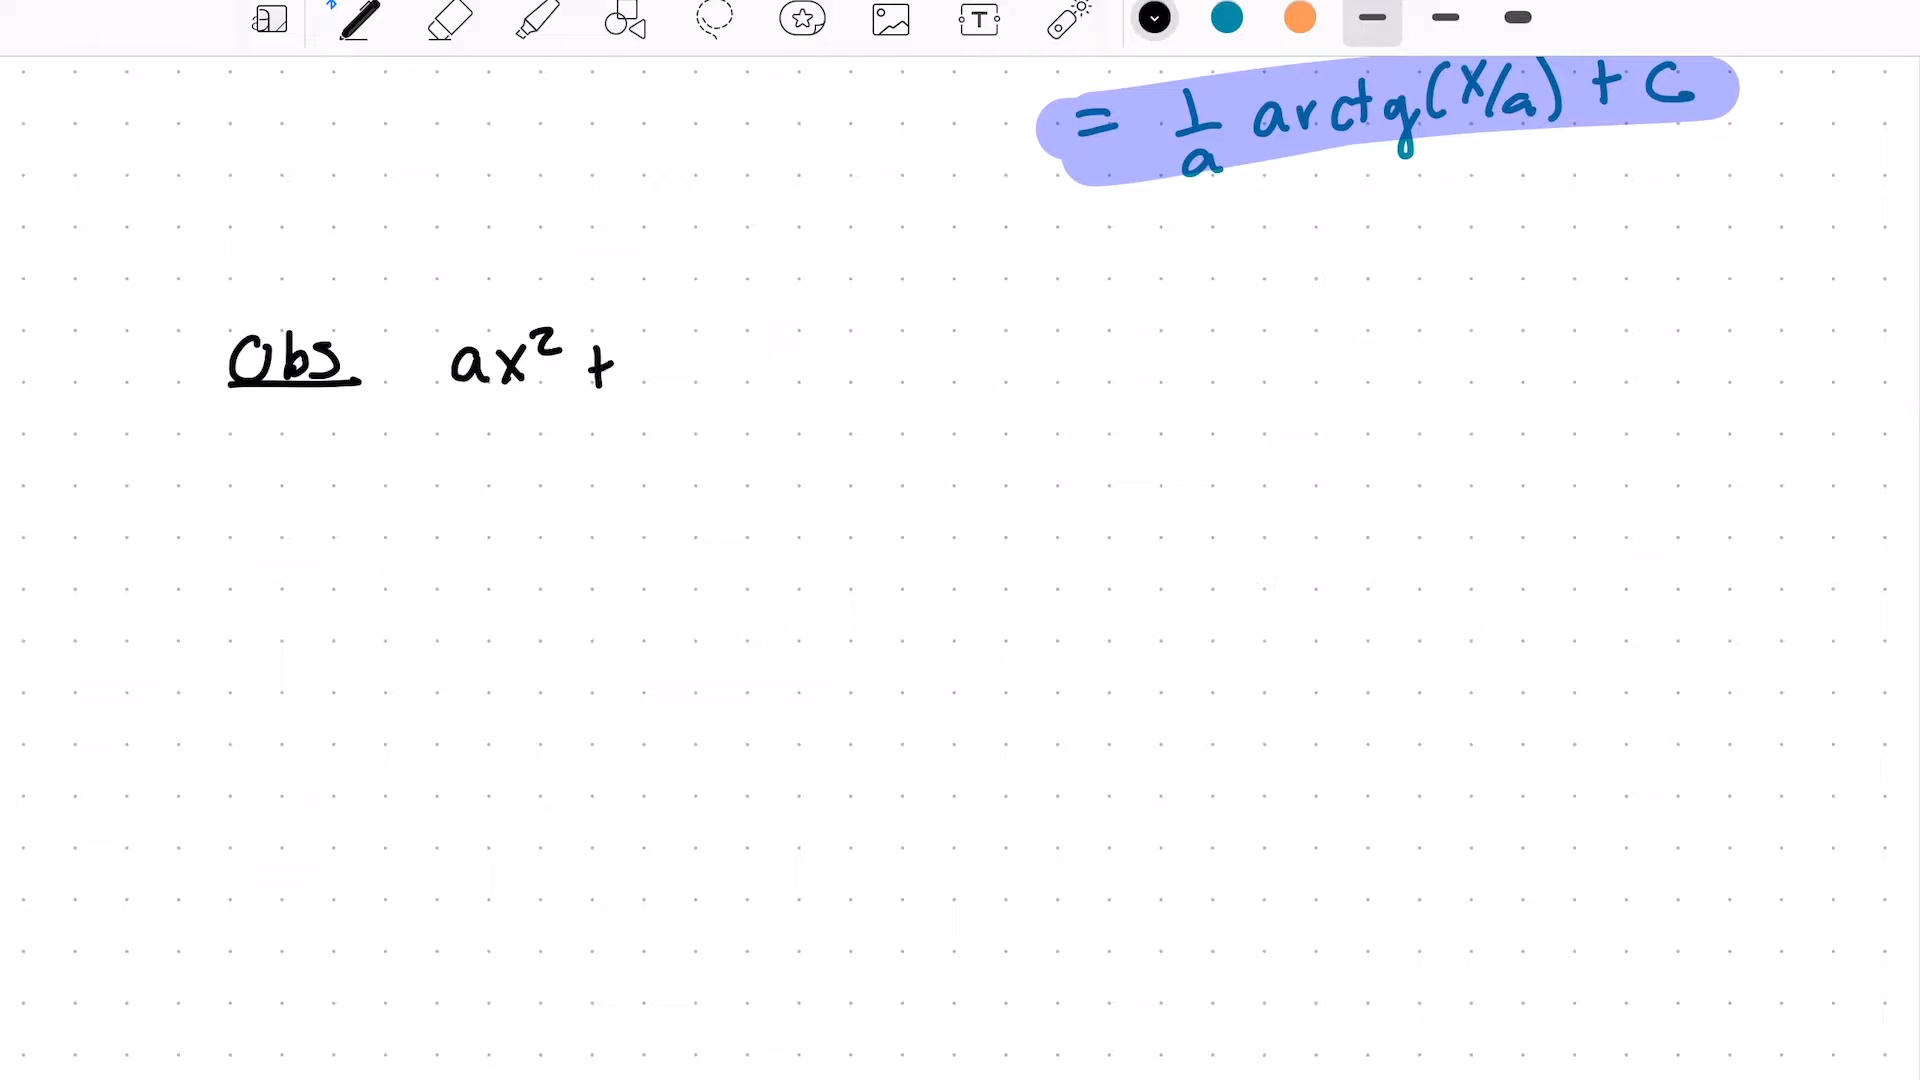 = 1/a arctg(x/a) + C
Obs ax² +